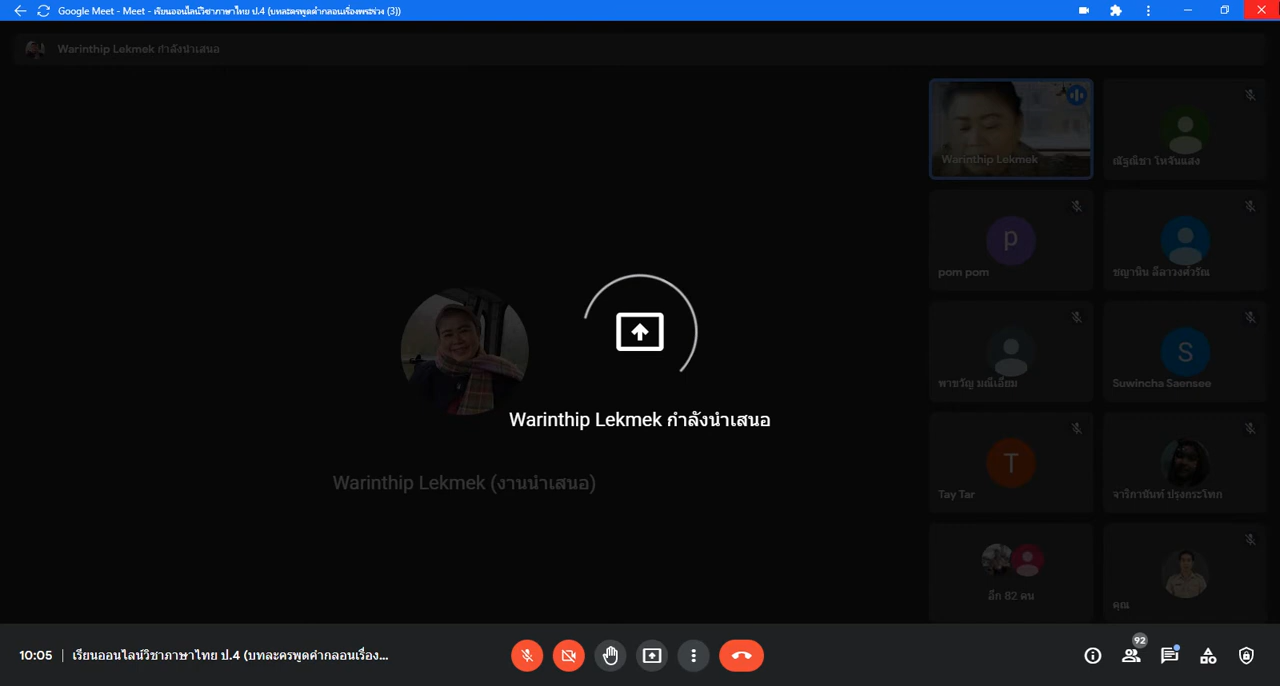 Google Meet - Meet - เรียนออนไลน์วิชาภาษาไทย ป.4 (บทละครพูดคำกลอนเรื่องพระร่วง (3))
Warinthip Lekmek กำลังนำเสนอ
Warinthip Lekmek
ณัฐณิชา โทจันแสง
p
pom pom
ชญานิน ลีลาวงศ์วรัณ
พาขวัญ มณีเลี่ยม
S
Suwincha Saensee
Warinthip Lekmek กำลังนำเสนอ
Warinthip Lekmek (งานนำเสนอ)
T
Tay Tar
จาริกานันท์ ปรุงกระโทก
อีก 82 คน
คุณ
10:05 | เรียนออนไลน์วิชาภาษาไทย ป.4 (บทละครพูดคำกลอนเรื่อง...
92